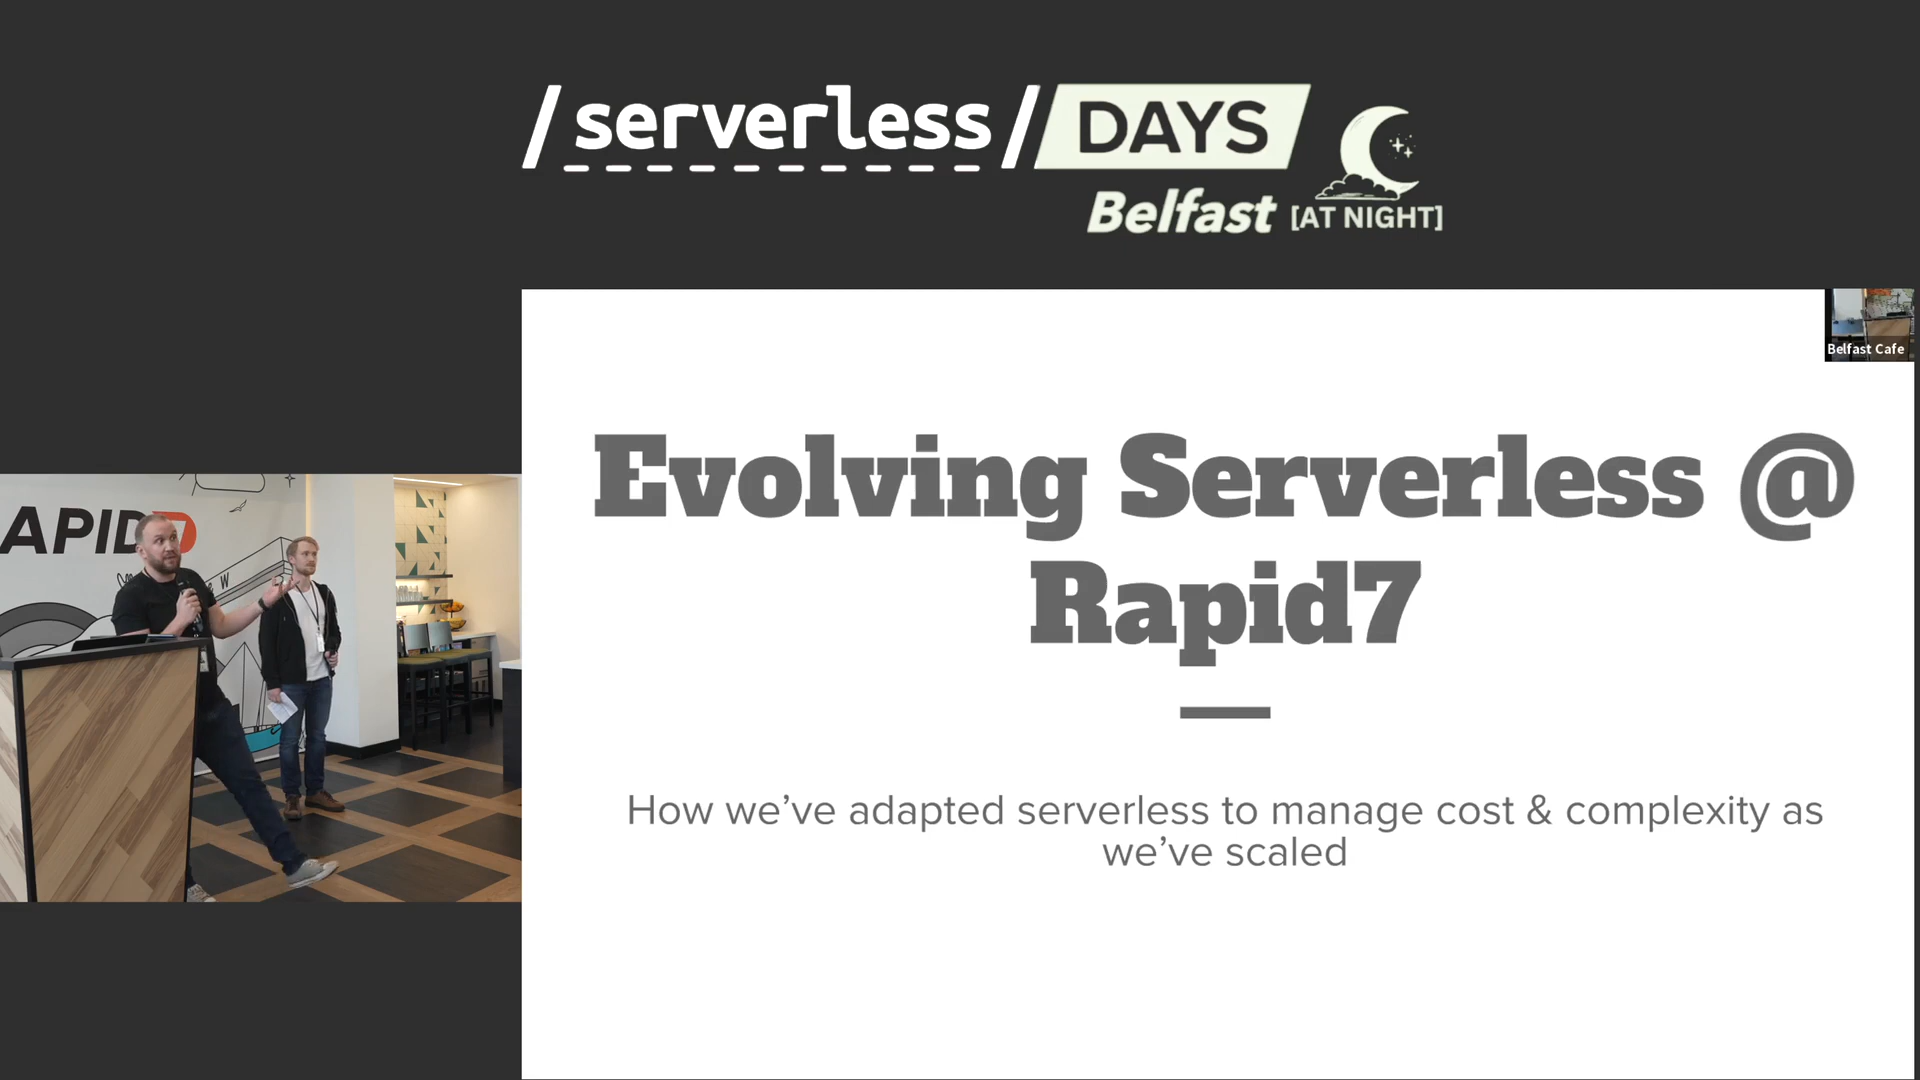 /serverless/ DAYS
Belfast [AT NIGHT]
Belfast Cafe
Evolving Serverless @
Rapid7
How we’ve adapted serverless to manage cost & complexity as
we’ve scaled
APID7